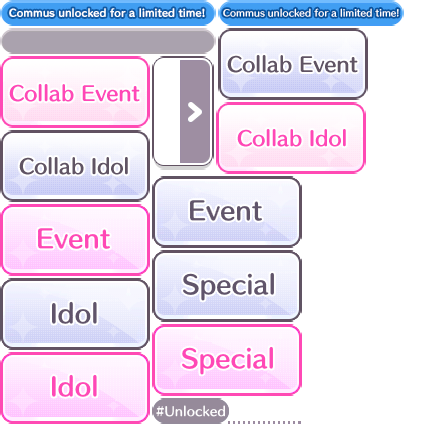 Commus unlocked for a limited time!
Commus unlocked for a limited time!
Collab Event
Collab Event
Collab Idol
Collab Idol
Event
Event
Idol
Special
Idol
Special
#Unlocked